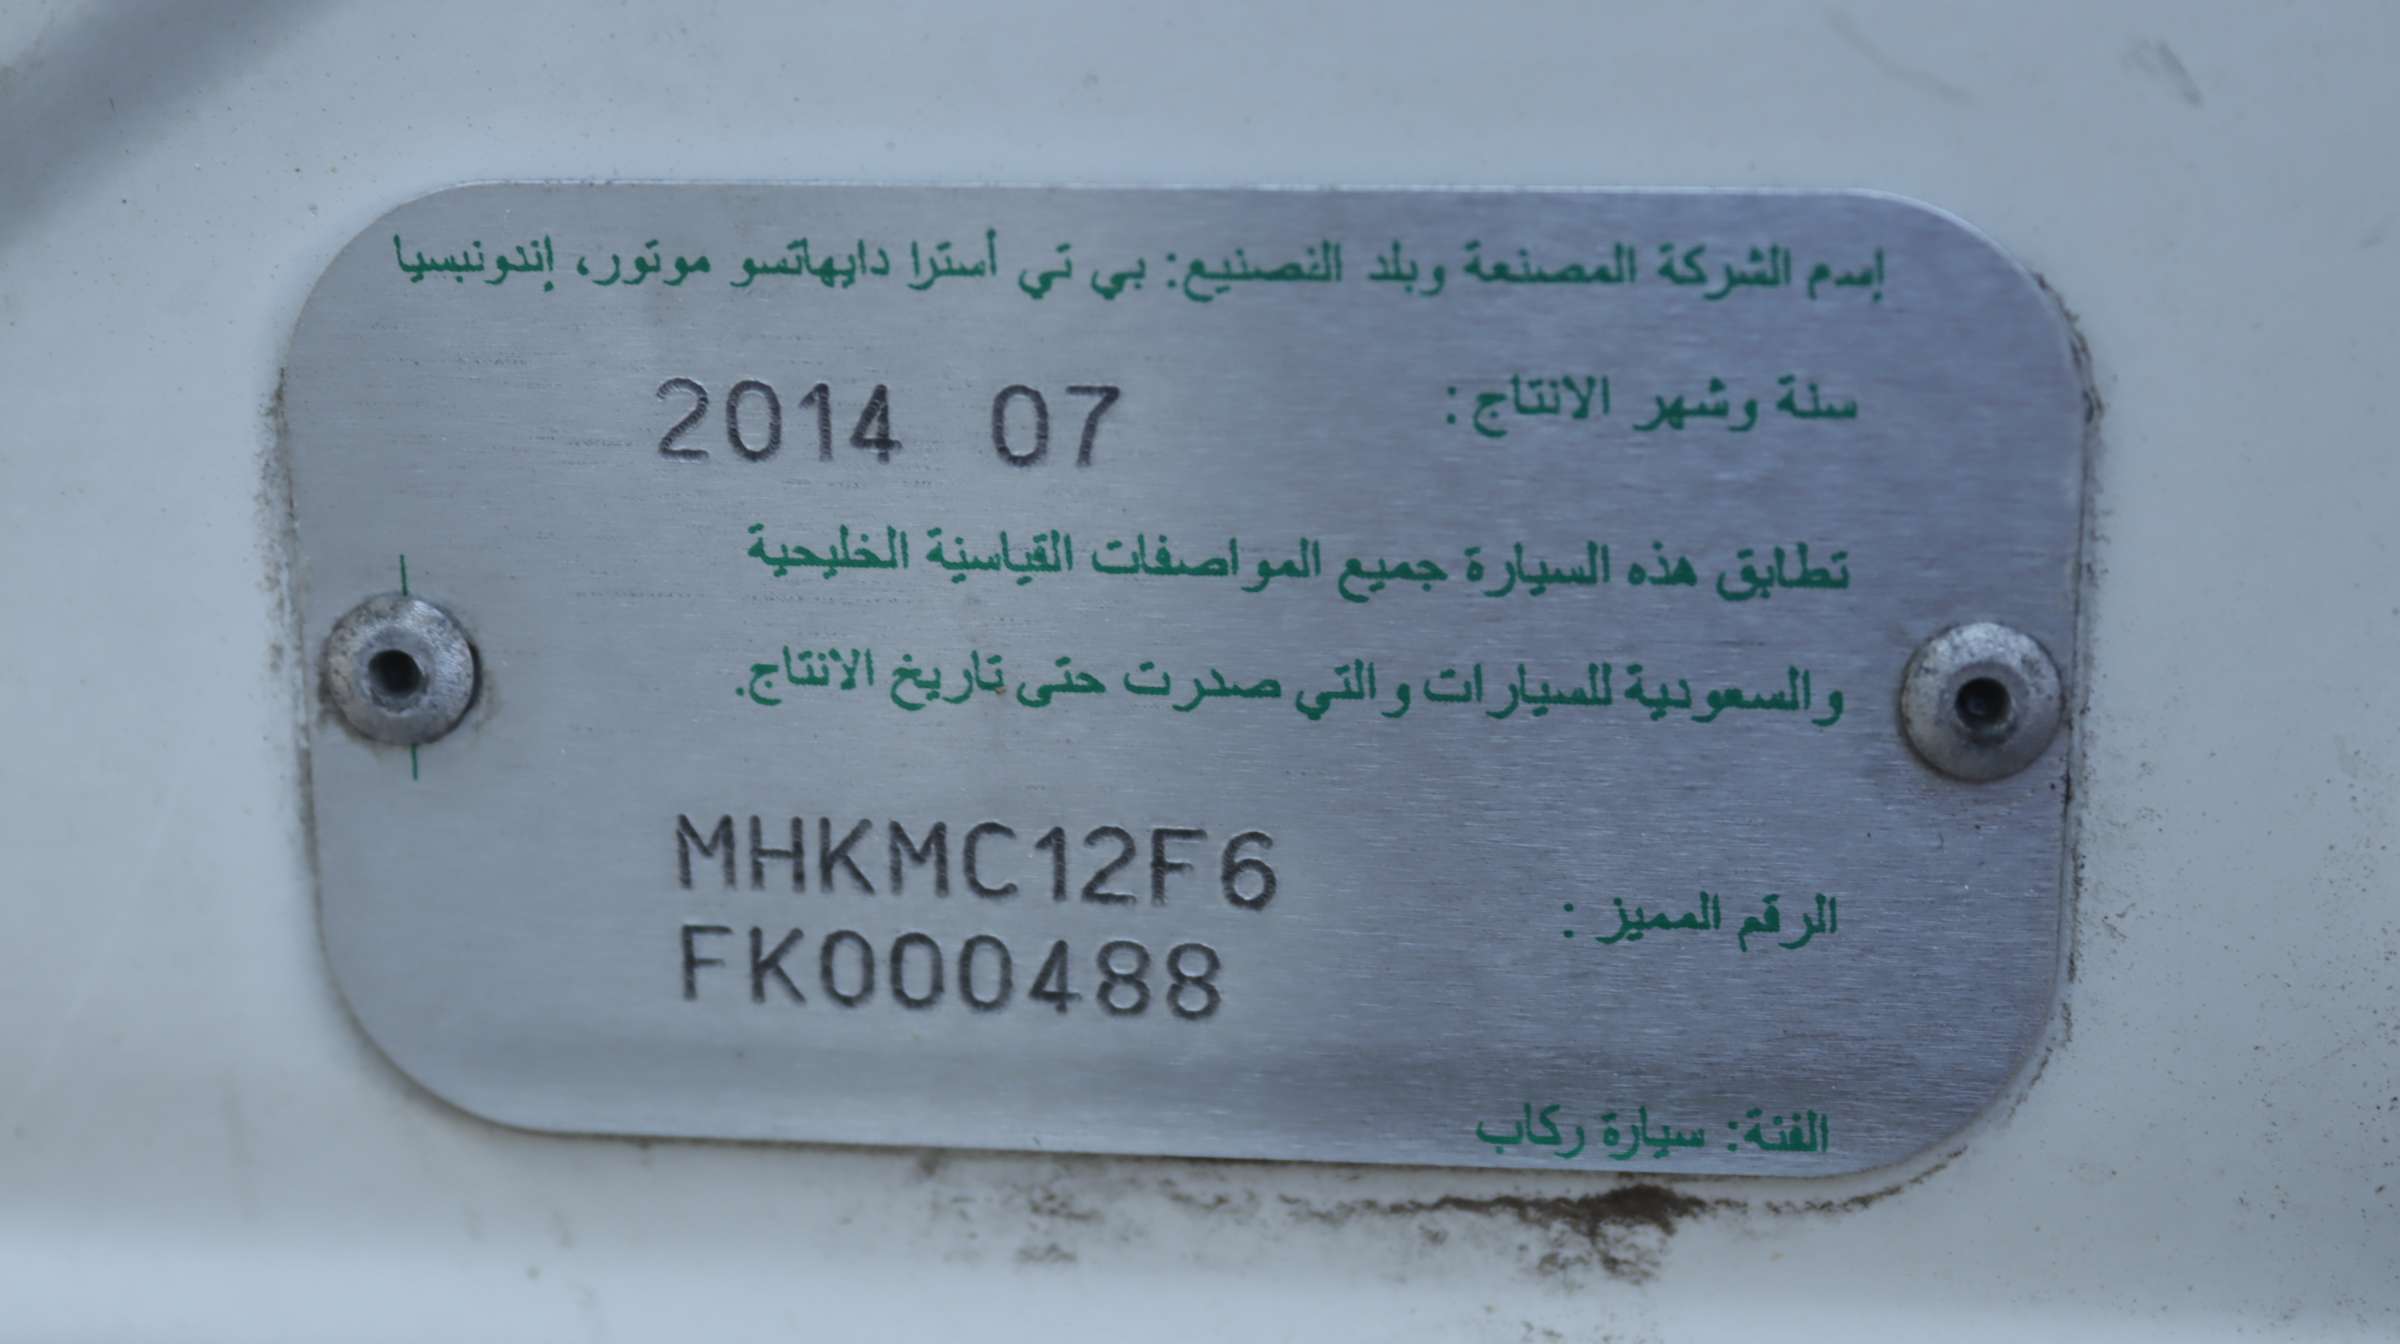 إسم الشركة المصنعة وبلد التصنيع: بي تي أسترا دايهاتسو موتور، إندونيسيا
سنة وشهر الانتاج : 2014 07
تطابق هذه السيارة جميع المواصفات القياسية الخليجية
والسعودية للسيارات والتي صدرت حتى تاريخ الانتاج.
MHKMC12F6
الرقم المميز :
FK000488
الفئة: سيارة ركاب